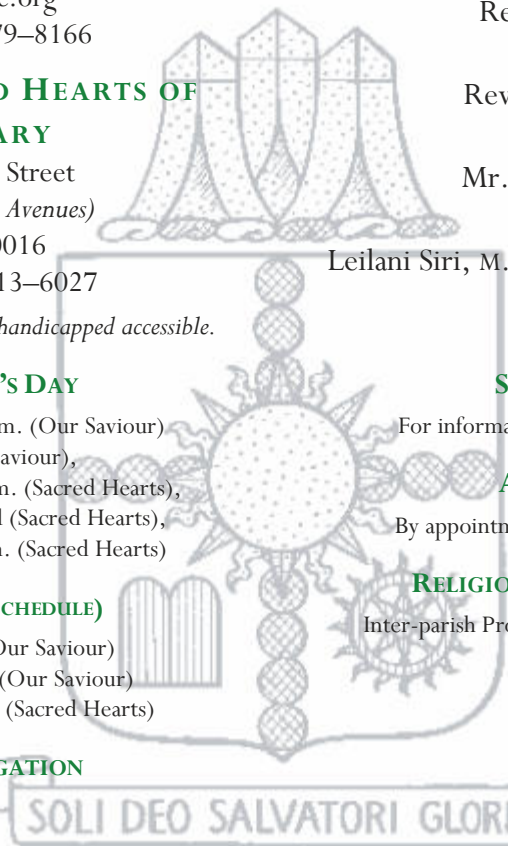 c.org
79–8166
D HEARTS OF
ARY
Street
Avenues)
0016
13–6027
handicapped accessible.
'S DAY
m. (Our Saviour)
aviour),
m. (Sacred Hearts),
l (Sacred Hearts),
n. (Sacred Hearts)
CHEDULE)
Our Saviour)
(Our Saviour)
(Sacred Hearts)
GATION
Re
Rev
Mr.
Leilani Siri, M.
S
For informa
A
By appointm
RELIGIO
Inter-parish Pro
SOLI DEO SALVATORI GLORI